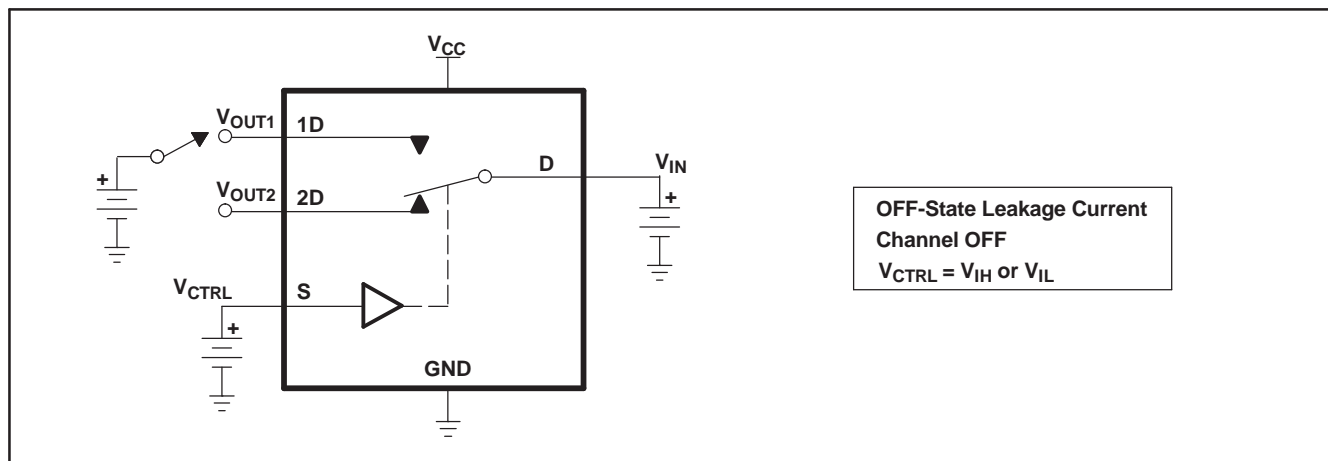 VCC
VOUT1
1D
+
D
VIN
VOUT2
2D
+
VCTRL
S
+
GND
OFF-State Leakage Current
Channel OFF
VCTRL = VIH or VIL